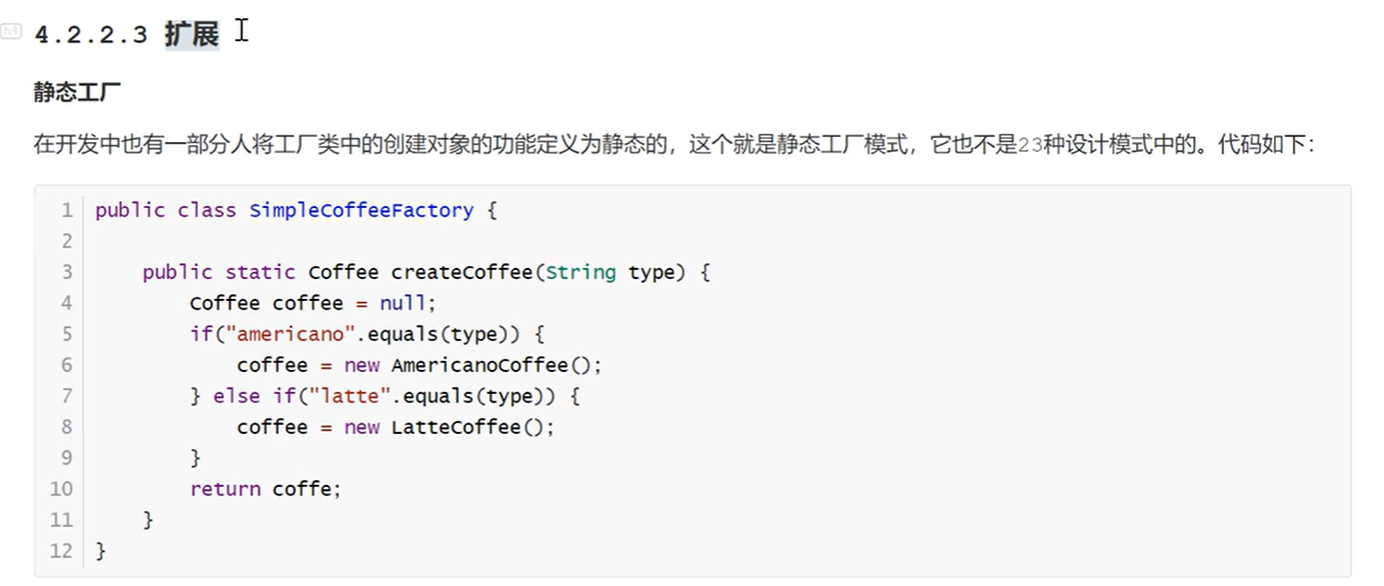 h4
4.2.2.3 扩展
静态工厂
在开发中也有一部分人将工厂类中的创建对象的功能定义为静态的，这个就是静态工厂模式，它也不是23种设计模式中的。代码如下：
1 public class SimpleCoffeeFactory {
2
3     public static Coffee createCoffee(String type) {
4         Coffee coffee = null;
5         if("americano".equals(type)) {
6             coffee = new AmericanoCoffee();
7         } else if("latte".equals(type)) {
8             coffee = new LatteCoffee();
9         }
10         return coffe;
11     }
12 }